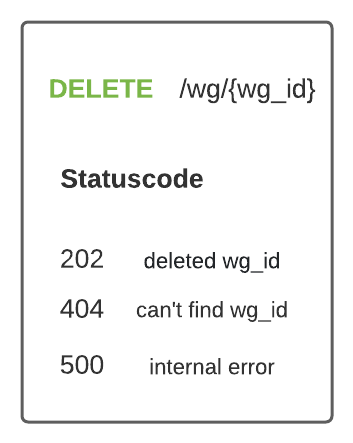 DELETE /wg/{wg_id}
Statuscode
202 deleted wg_id
404 can't find wg_id
500 internal error